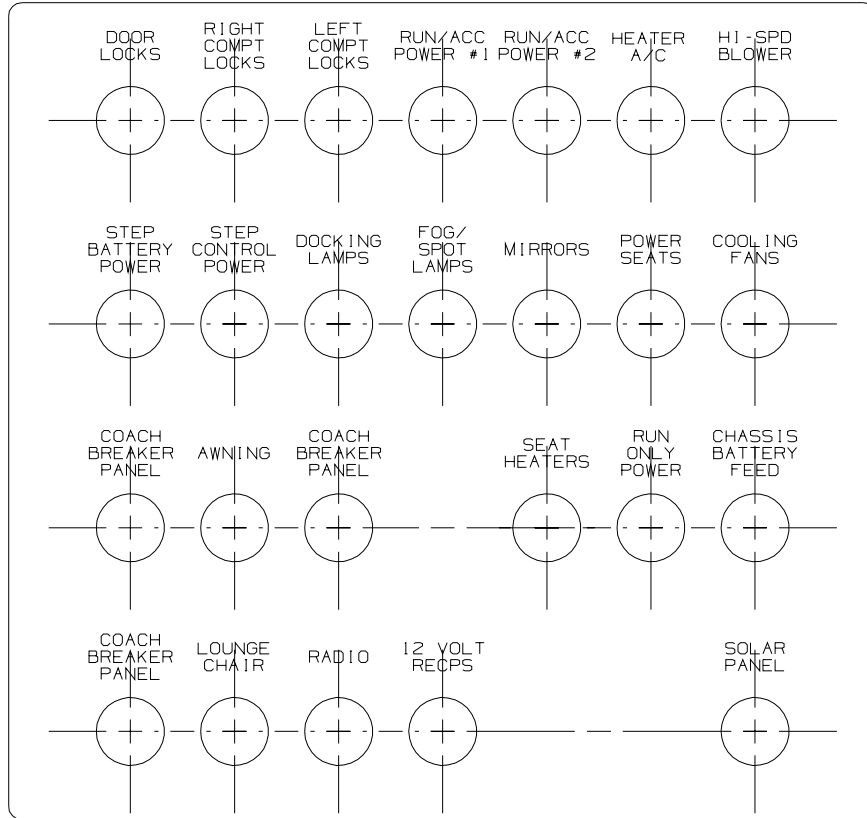 DOOR
LOCKS
RIGHT
COMPT
LOCKS
LEFT
COMPT
LOCKS
RUN/ACC
POWER #1
RUN/ACC
POWER #2
HEATER
A/C
HI-SPD
BLOWER
STEP
BATTERY
POWER
STEP
CONTROL
POWER
DOCKING
LAMPS
FOG/
SPOT
LAMPS
MIRRORS
POWER
SEATS
COOLING
FANS
COACH
BREAKER
PANEL
AWNING
COACH
BREAKER
PANEL
SEAT
HEATERS
RUN
ONLY
POWER
CHASSIS
BATTERY
FEED
COACH
BREAKER
PANEL
LOUNGE
CHAIR
RADIO
12 VOLT
RECPS
SOLAR
PANEL